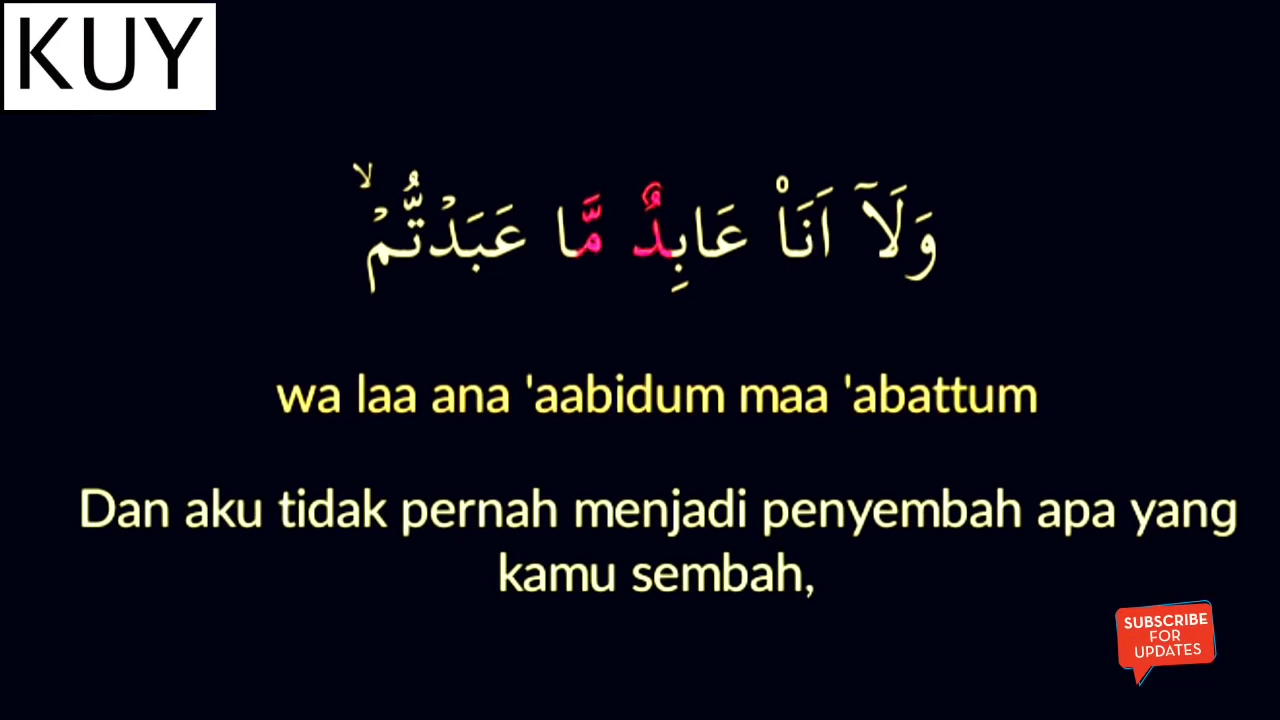 KUY
وَلَآ اَنَا۠ عَابِدٌ مَّا عَبَدْتُّمْۙ
wa laa ana 'aabidum maa 'abattum
Dan aku tidak pernah menjadi penyembah apa yang
kamu sembah,
SUBSCRIBE
FOR
UPDATES